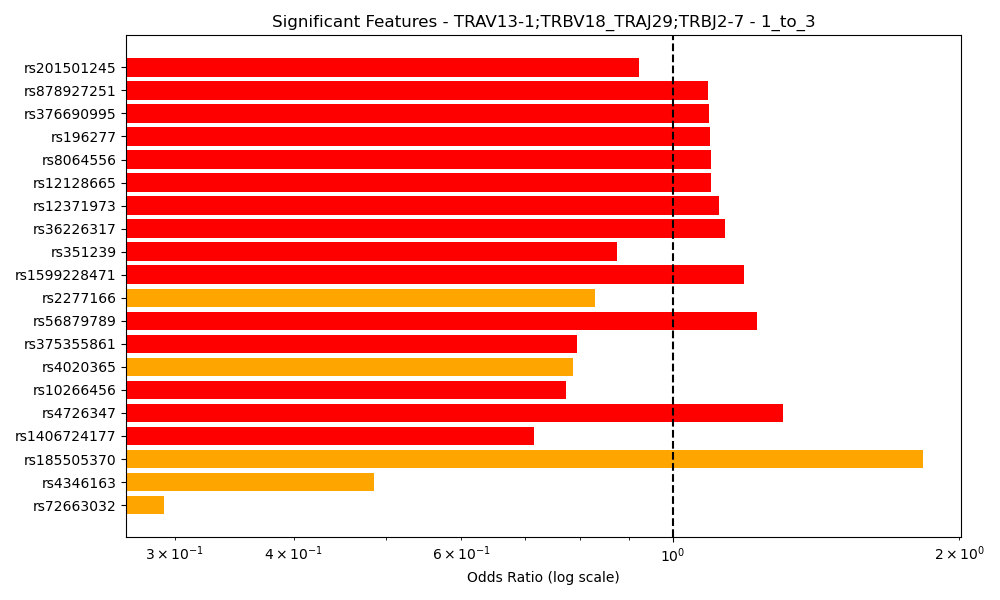 Significant Features - TRAV13-1;TRBV18_TRAJ29;TRBJ2-7 - 1_to_3
rs201501245
rs878927251
rs376690995
rs196277
rs8064556
rs12128665
rs12371973
rs36226317
rs351239
rs1599228471
rs2277166
rs56879789
rs375355861
rs4020365
rs10266456
rs4726347
rs1406724177
rs185505370
rs4346163
rs72663032
3 × 10⁻¹ 4 × 10⁻¹ 6 × 10⁻¹ 10⁰ 2 × 10⁰
Odds Ratio (log scale)